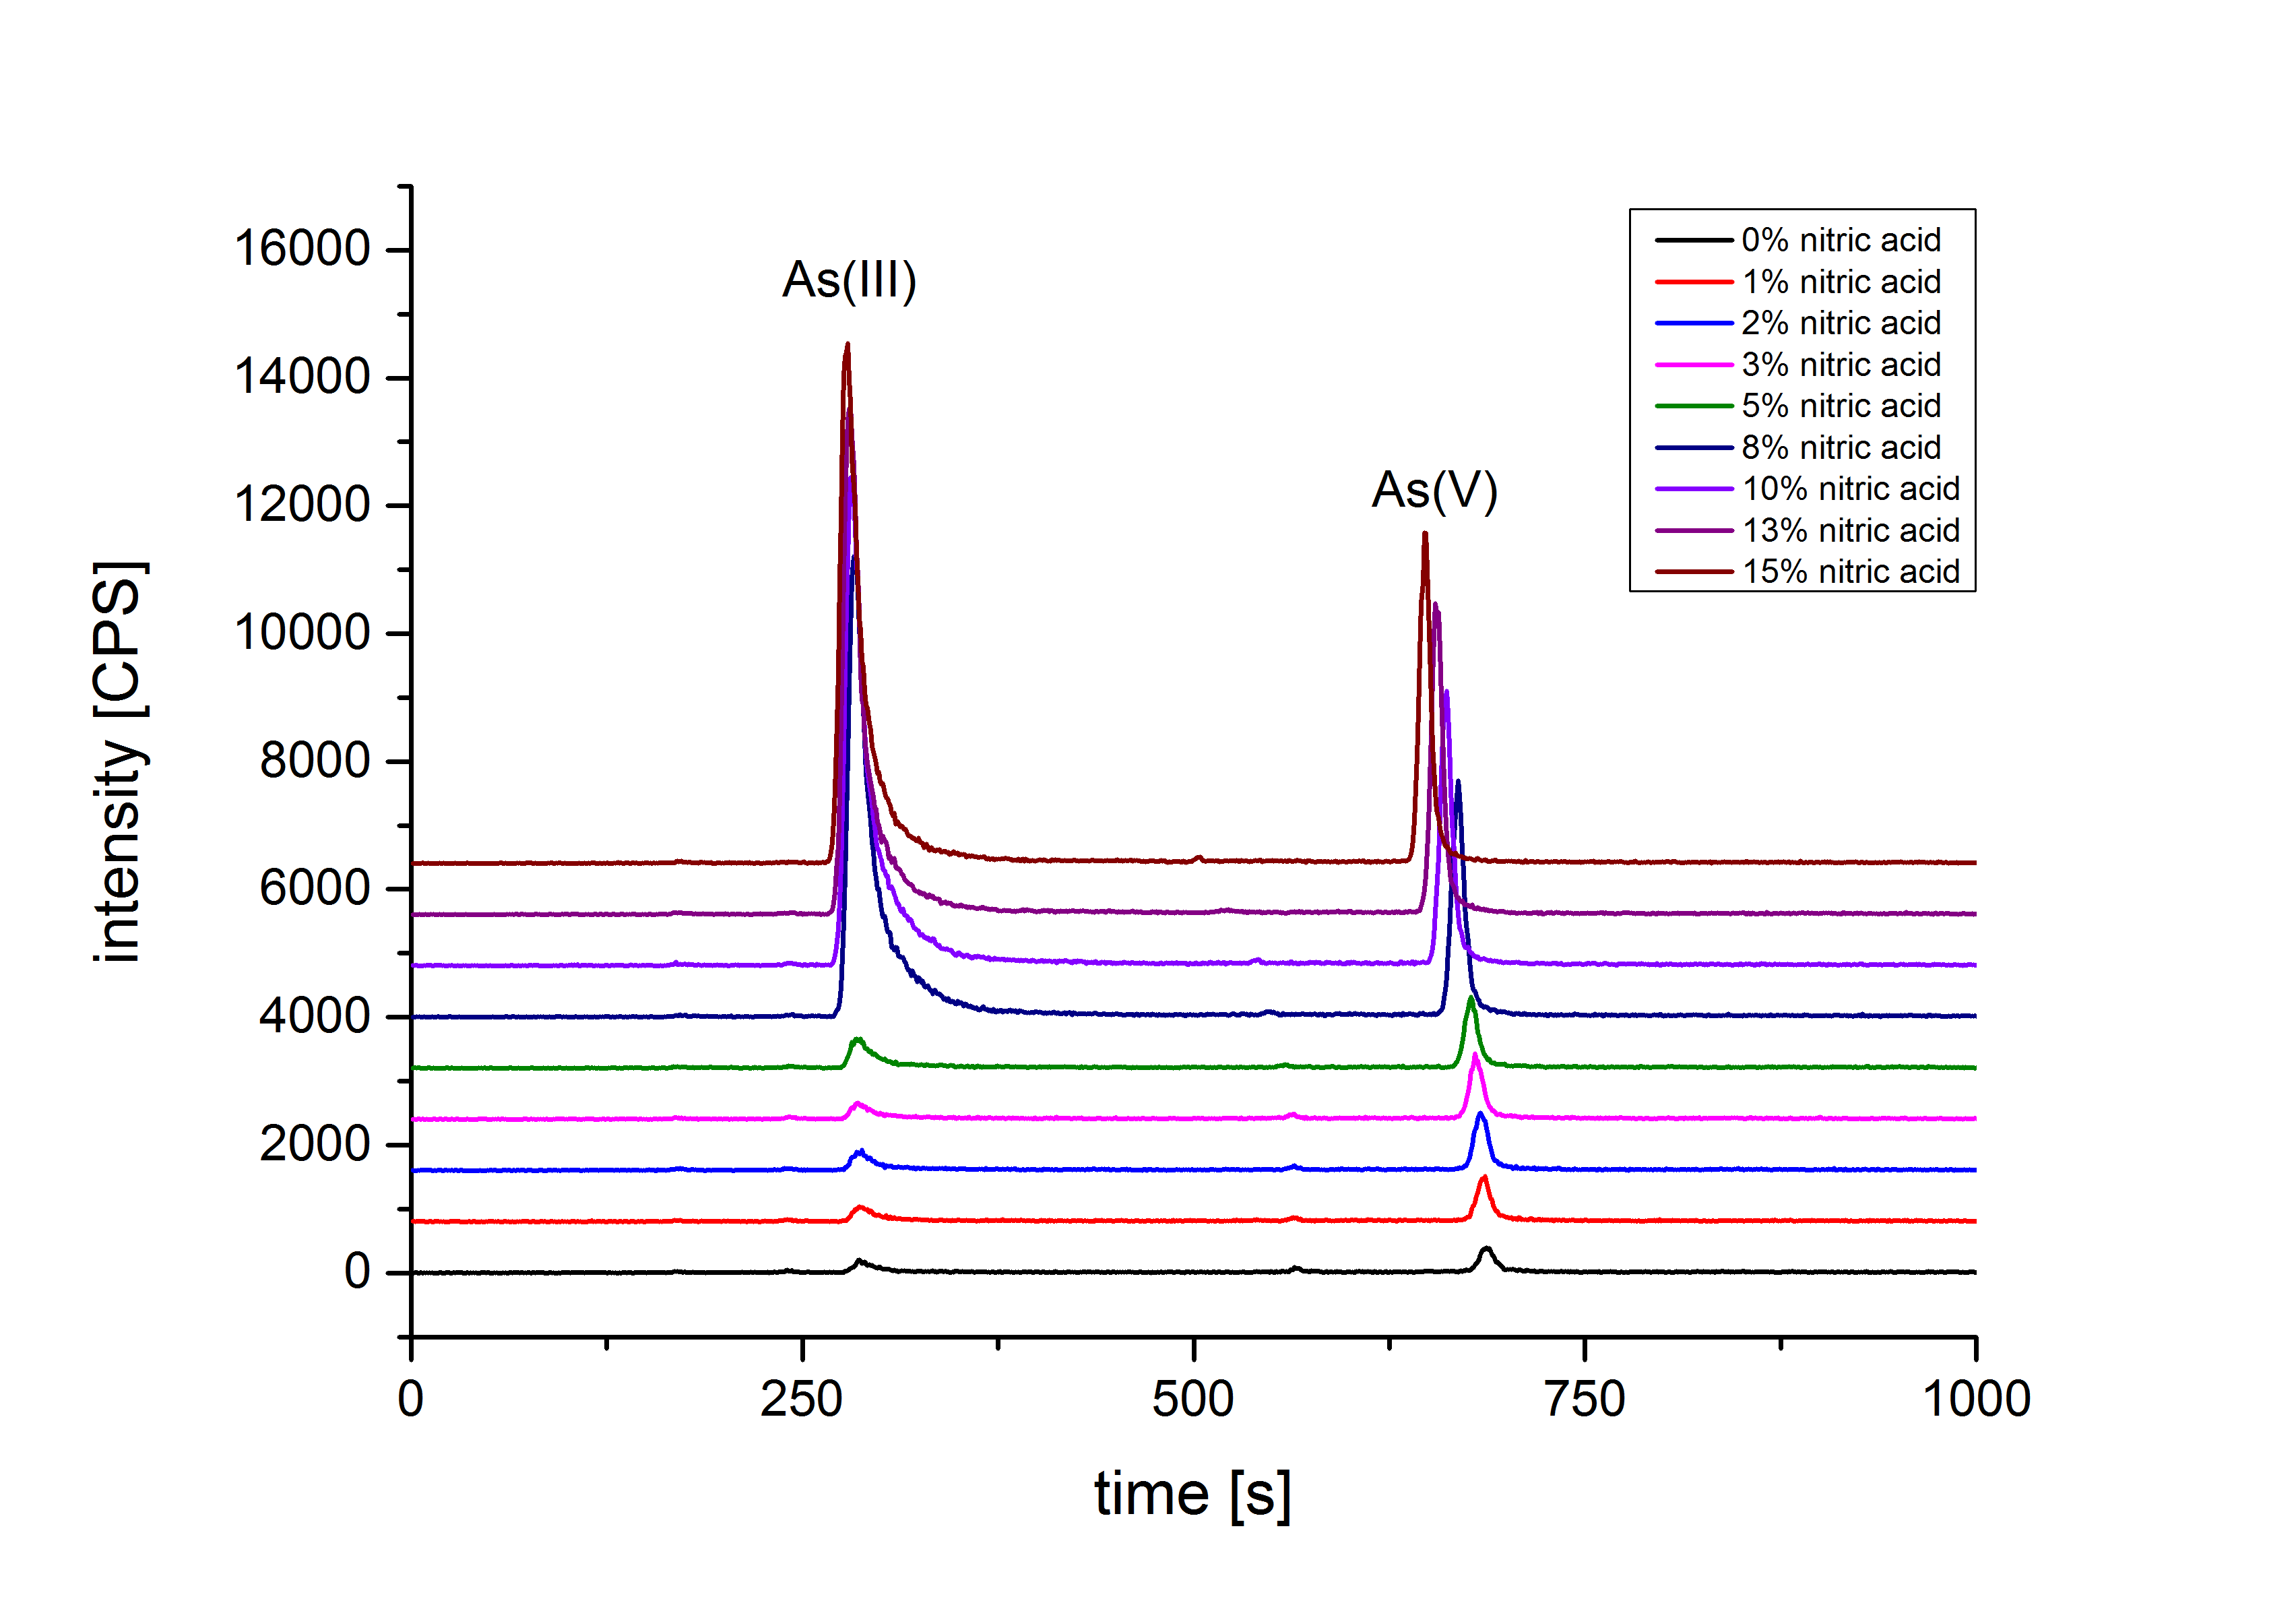 As(III)
As(V)
0% nitric acid
1% nitric acid
2% nitric acid
3% nitric acid
5% nitric acid
8% nitric acid
10% nitric acid
13% nitric acid
15% nitric acid
intensity [CPS]
16000
14000
12000
10000
8000
6000
4000
2000
0
0 250 500 750 1000
time [s]